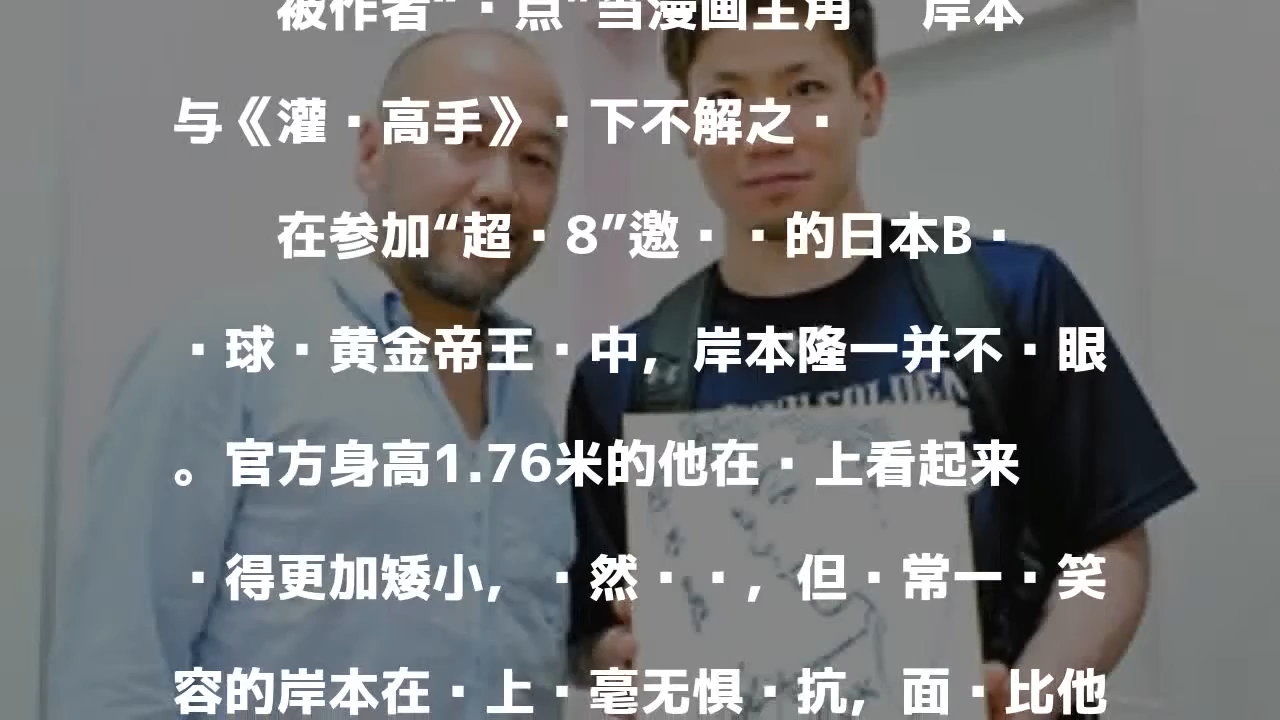 被作者“·点”当漫画主角 岸本
与《灌·高手》·下不解之·
在参加“超·8”邀··的日本B·
·球·黄金帝王·中，岸本隆一并不·眼
。官方身高1.76米的他在·上看起来
·得更加矮小，·然··，但·常一·笑
容的岸本在·上·毫无惧·抗，面·比他
GOLDEN